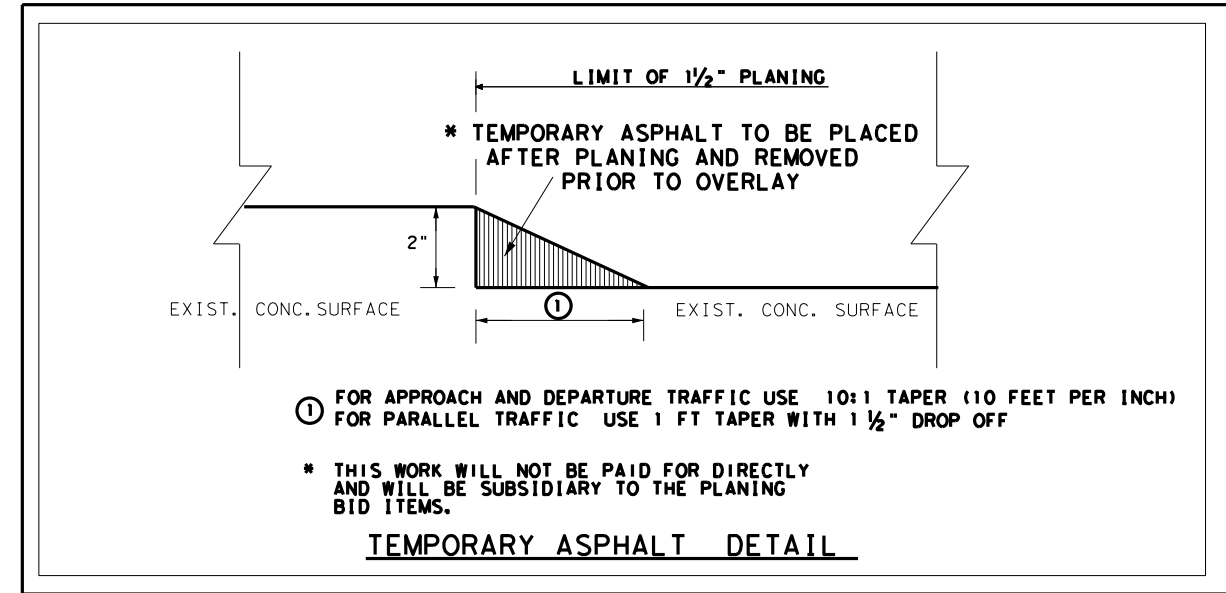 LIMIT OF 1½" PLANING
* TEMPORARY ASPHALT TO BE PLACED
AFTER PLANING AND REMOVED
PRIOR TO OVERLAY
2"
EXIST. CONC. SURFACE
1
EXIST. CONC. SURFACE
1 FOR APPROACH AND DEPARTURE TRAFFIC USE 10:1 TAPER (10 FEET PER INCH)
FOR PARALLEL TRAFFIC USE 1 FT TAPER WITH 1 ½" DROP OFF
* THIS WORK WILL NOT BE PAID FOR DIRECTLY
AND WILL BE SUBSIDIARY TO THE PLANING
BID ITEMS.
TEMPORARY ASPHALT DETAIL